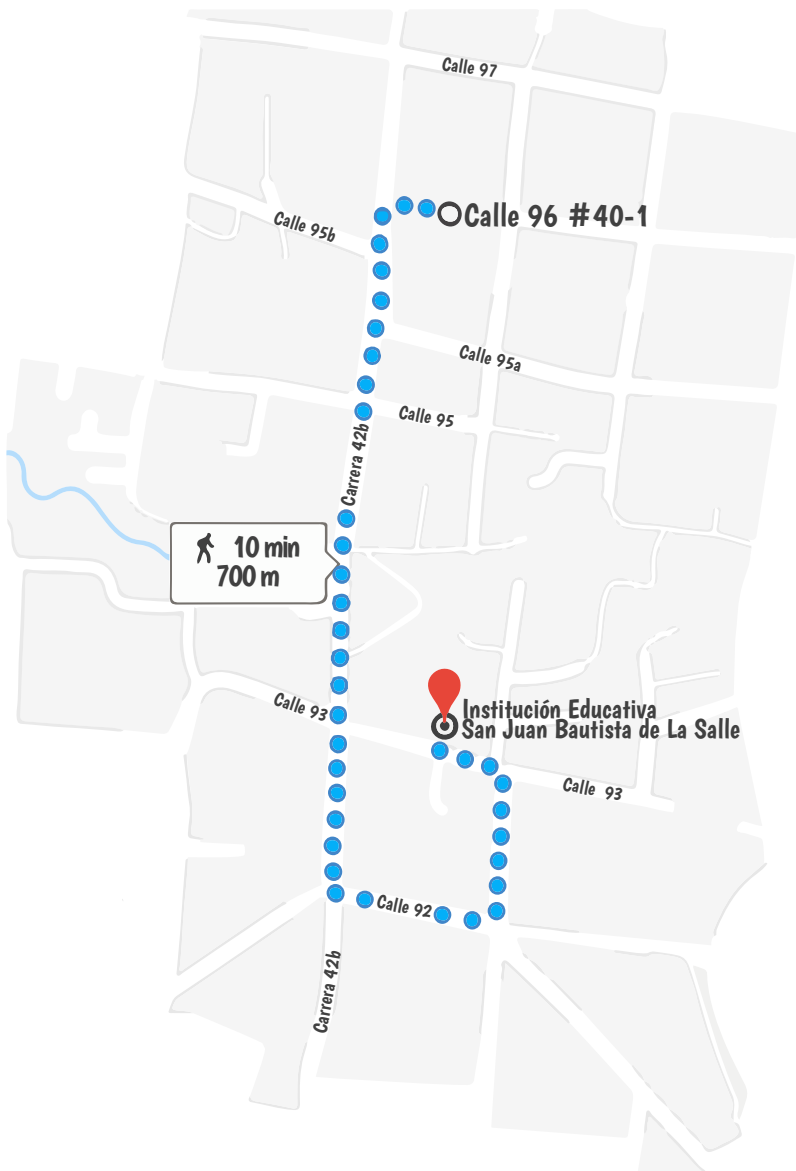 Calle 97
Calle 96 #40-1
Calle 95b
Calle 95a
Calle 95
Carrera 42b
10 min
700 m
Calle 93
Institución Educativa
San Juan Bautista de La Salle
Calle 93
Calle 92
Carrera 42b